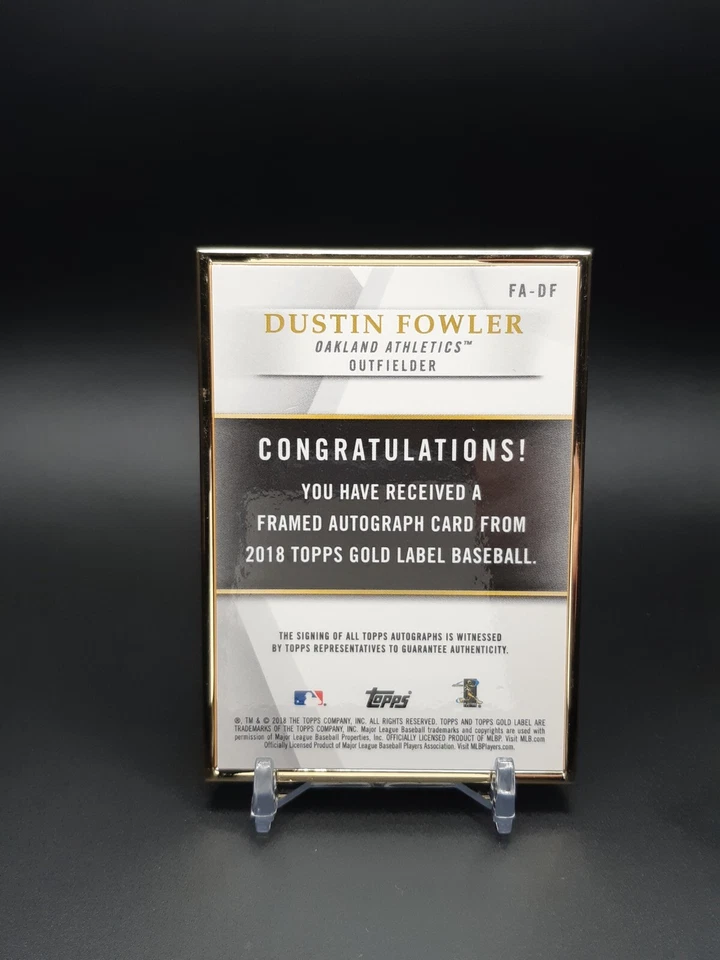 FA-DF
DUSTIN FOWLER
OAKLAND ATHLETICS™
OUTFIELDER
CONGRATULATIONS!
YOU HAVE RECEIVED A
FRAMED AUTOGRAPH CARD FROM
2018 TOPPS GOLD LABEL BASEBALL.
THE SIGNING OF ALL TOPPS AUTOGRAPHS IS WITNESSED
BY TOPPS REPRESENTATIVES TO GUARANTEE AUTHENTICITY.
topps
®, TM & © 2018 THE TOPPS COMPANY, INC. ALL RIGHTS RESERVED. TOPPS AND TOPPS GOLD LABEL ARE
TRADEMARKS OF THE TOPPS COMPANY, INC. Major League Baseball trademarks and copyrights are used with
permission of Major League Baseball Properties, Inc. OFFICIALLY LICENSED PRODUCT OF MLBP. Visit MLB.com
Officially Licensed Product of Major League Baseball Players Association. Visit MLBPlayers.com.